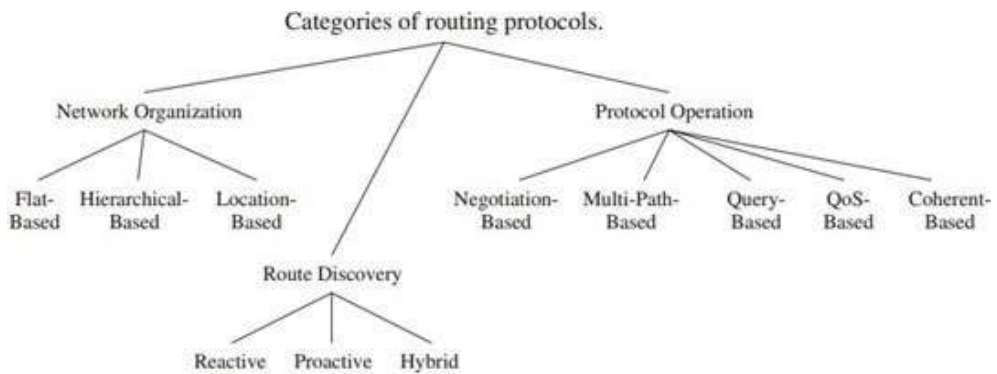 Categories of routing protocols.
Network Organization
Protocol Operation
Flat-
Based
Hierarchical-
Based
Location-
Based
Negotiation-
Based
Multi-Path-
Based
Query-
Based
QoS-
Based
Coherent-
Based
Route Discovery
Reactive
Proactive
Hybrid